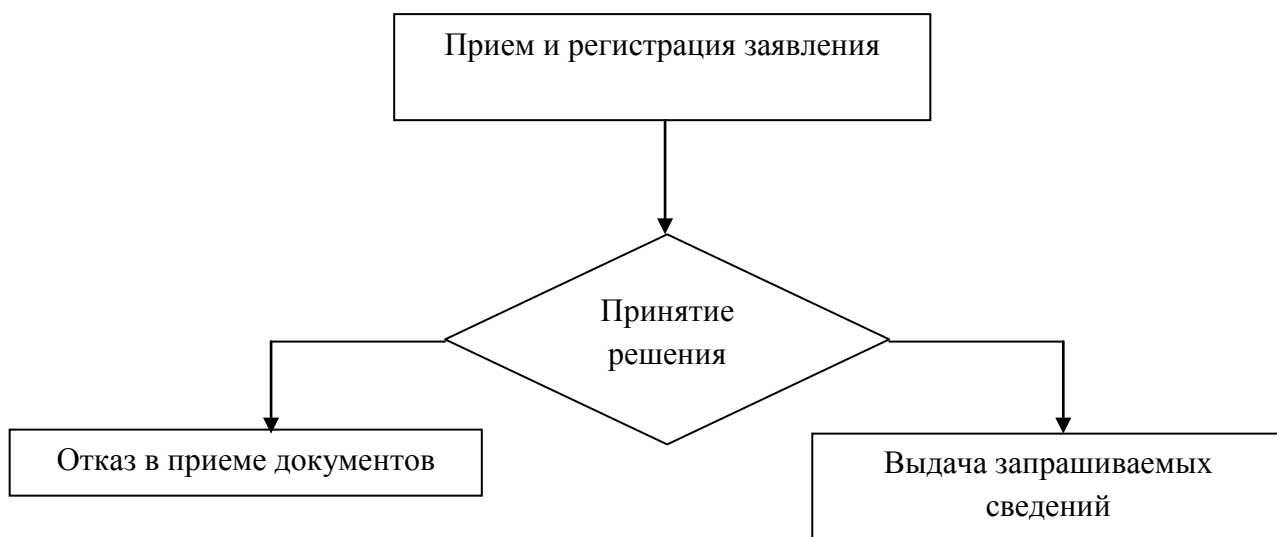 Прием и регистрация заявления
Принятие
решения
Отказ в приеме документов
Выдача запрашиваемых
сведений